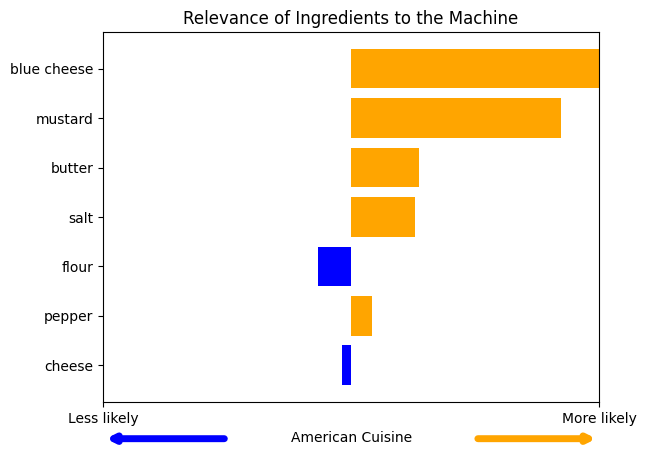 Relevance of Ingredients to the Machine
blue cheese
mustard
butter
salt
flour
pepper
cheese
Less likely
More likely
American Cuisine